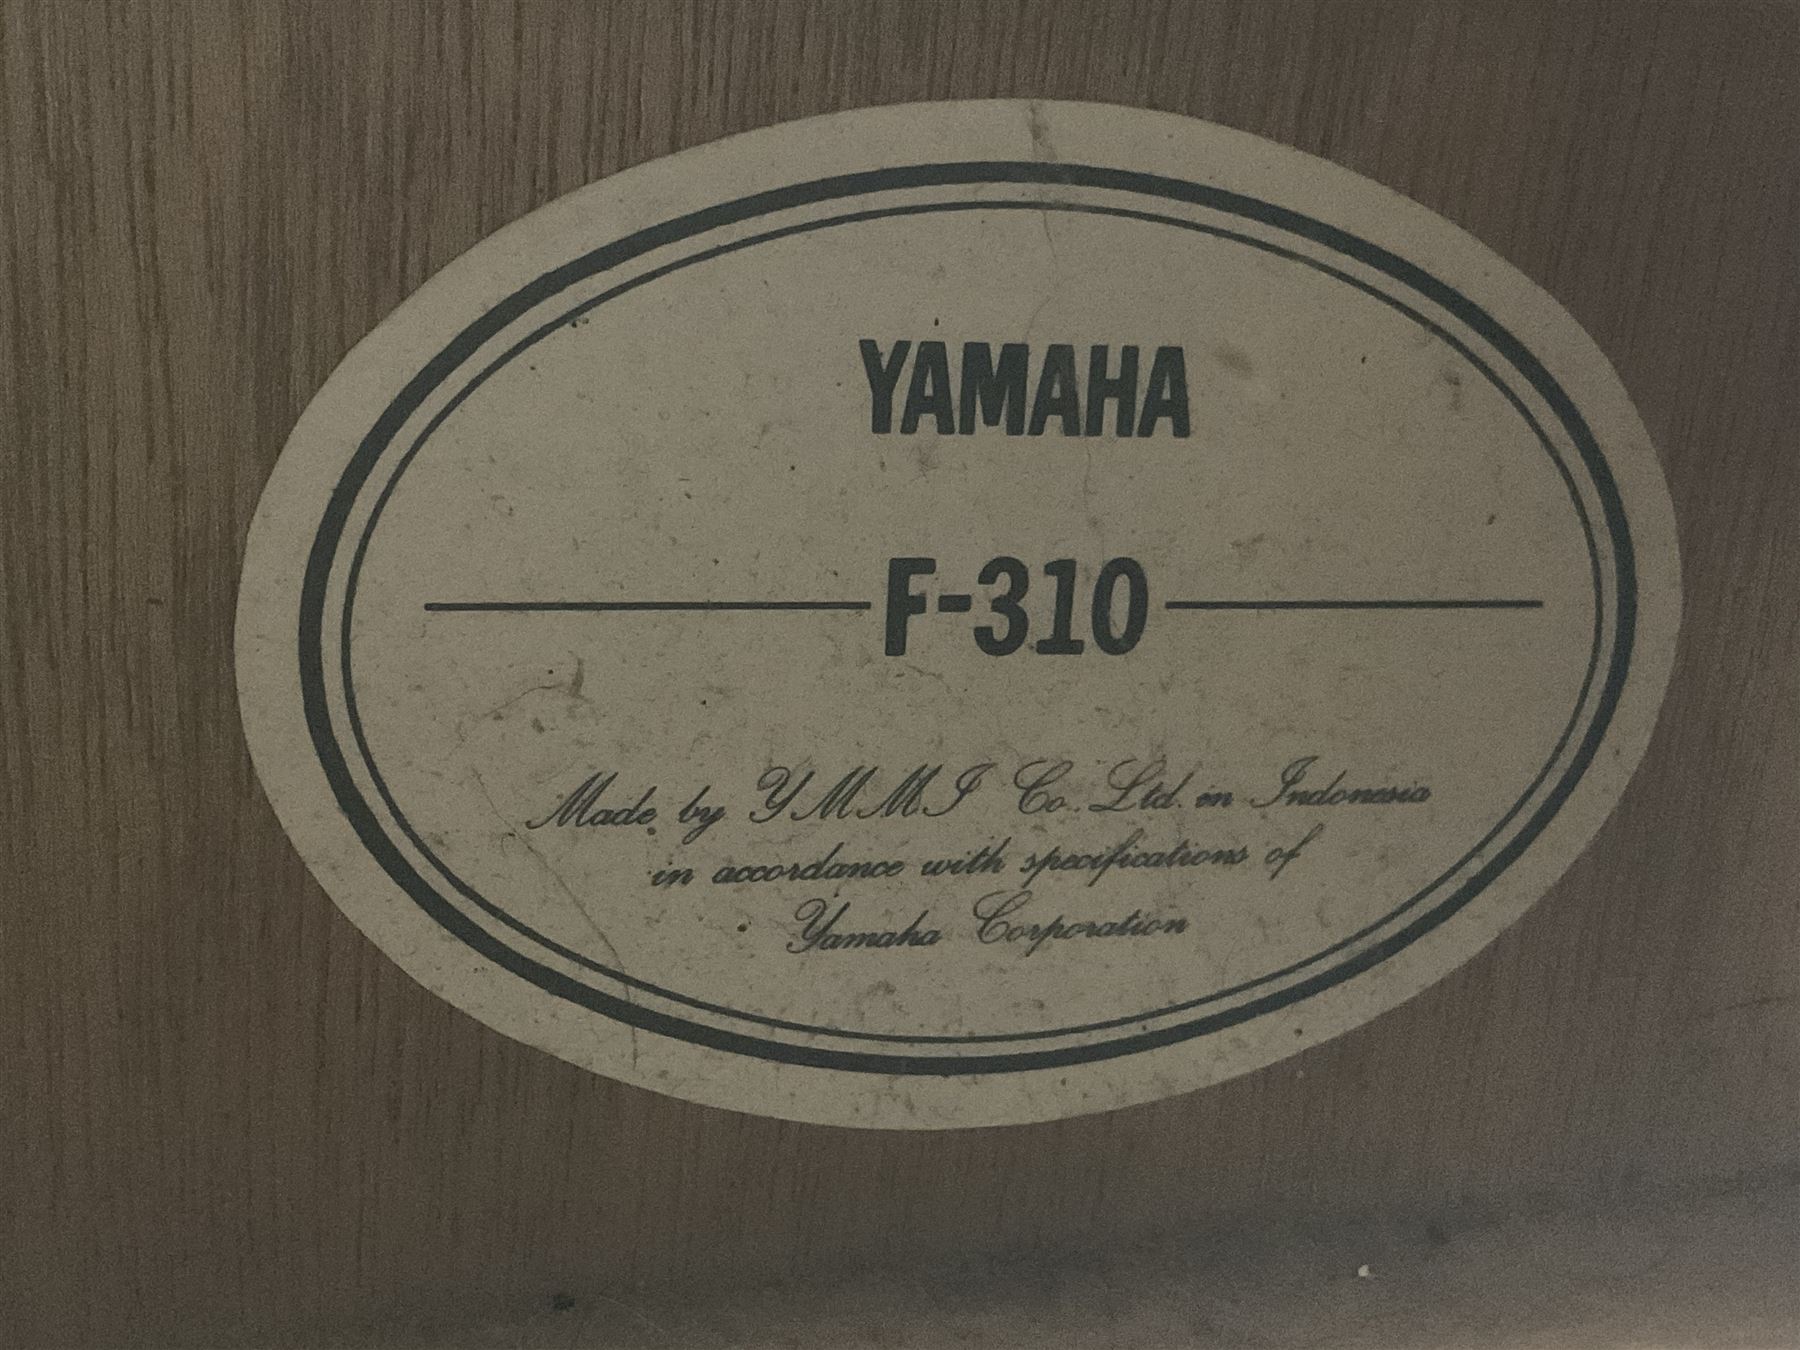 YAMAHA
F-310
Made by YMMI Co. Ltd. in Indonesia
in accordance with specifications of
Yamaha Corporation